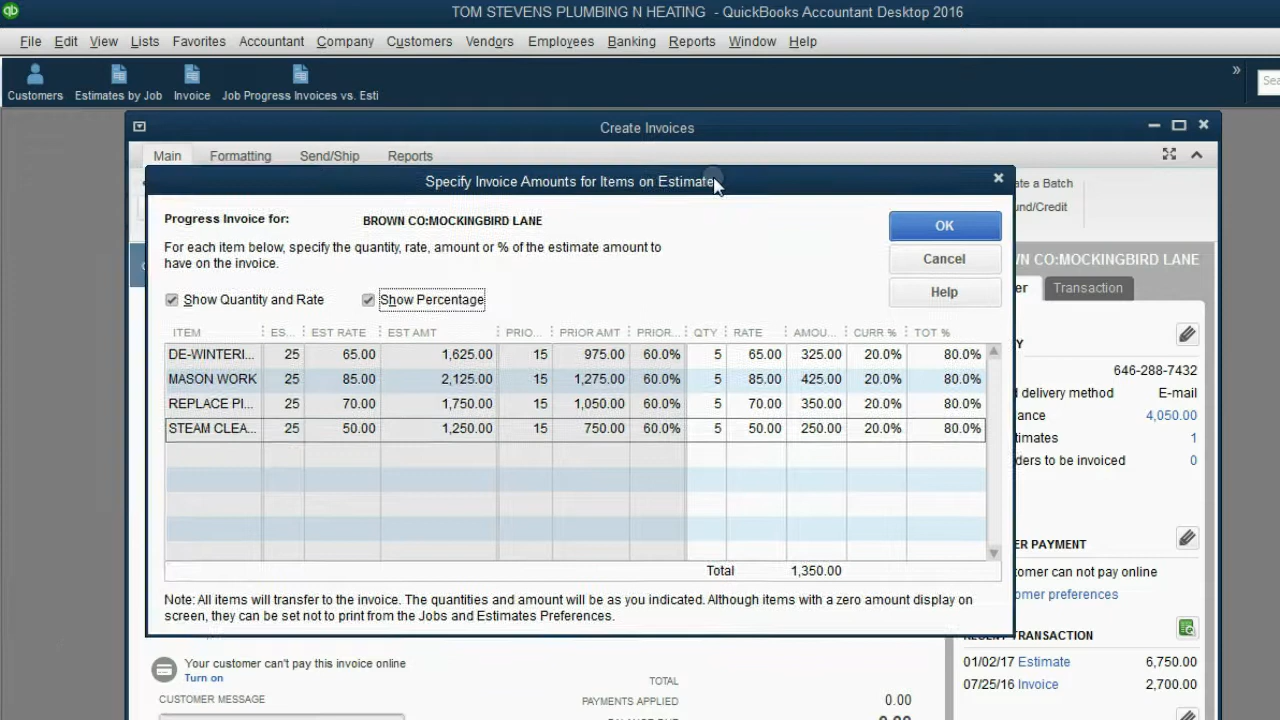 qb
TOM STEVENS PLUMBING N HEATING - QuickBooks Accountant Desktop 2016
File Edit View Lists Favorites Accountant Company Customers Vendors Employees Banking Reports Window Help
Customers Estimates by Job Invoice Job Progress Invoices vs. Esti » Sea
Create Invoices
Main Formatting Send/Ship Reports
Specify Invoice Amounts for Items on Estimate
ate a Batch
und/Credit
Progress Invoice for: BROWN CO:MOCKINGBIRD LANE
For each item below, specify the quantity, rate, amount or % of the estimate amount to
have on the invoice.
OK
Cancel
Help
Show Quantity and Rate Show Percentage
ITEM ES... EST RATE EST AMT PRIO... PRIOR AMT PRIOR... QTY RATE AMOU... CURR % TOT %
DE-WINTERI... 25 65.00 1,625.00 15 975.00 60.0% 5 65.00 325.00 20.0% 80.0%
MASON WORK 25 85.00 2,125.00 15 1,275.00 60.0% 5 85.00 425.00 20.0% 80.0%
REPLACE PI... 25 70.00 1,750.00 15 1,050.00 60.0% 5 70.00 350.00 20.0% 80.0%
STEAM CLEA... 25 50.00 1,250.00 15 750.00 60.0% 5 50.00 250.00 20.0% 80.0%
Total 1,350.00
Note: All items will transfer to the invoice. The quantities and amount will be as you indicated. Although items with a zero amount display on
screen, they can be set not to print from the Jobs and Estimates Preferences.
WN CO:MOCKINGBIRD LANE
er Transaction
Y
646-288-7432
d delivery method E-mail
ance 4,050.00
timates 1
ders to be invoiced 0
ER PAYMENT
omer can not pay online
omer preferences
RECENT TRANSACTION
01/02/17 Estimate 6,750.00
07/25/16 Invoice 2,700.00
Your customer can't pay this invoice online
Turn on
CUSTOMER MESSAGE
TOTAL
PAYMENTS APPLIED 0.00
BALANCE DUE 0.00